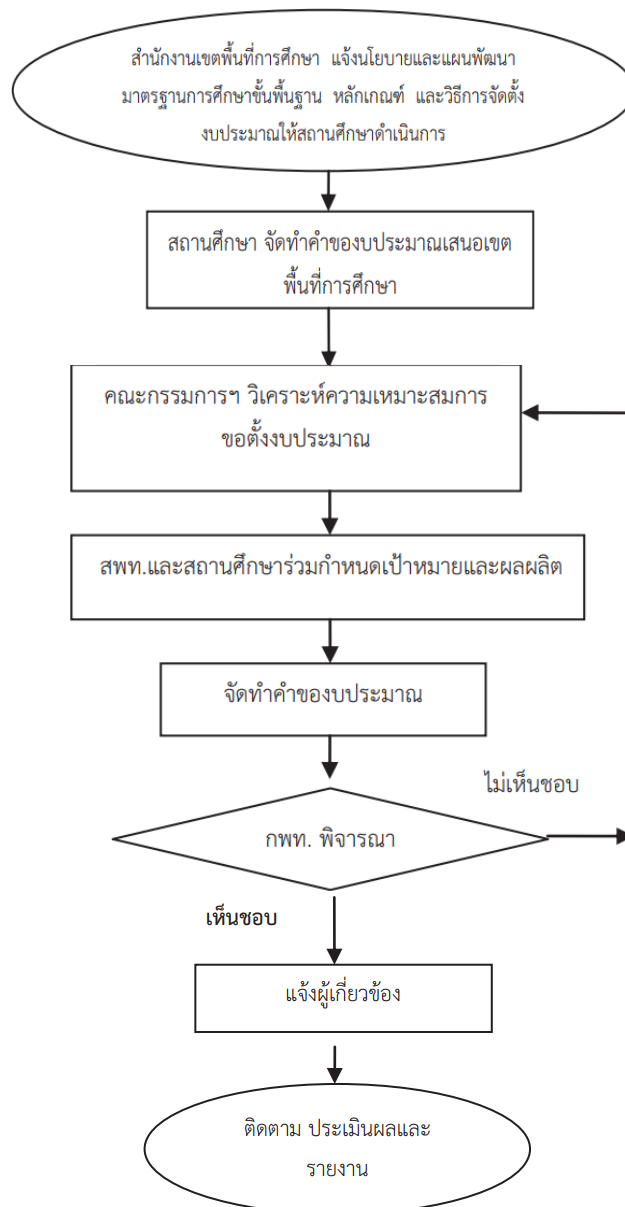 สำนักงานเขตพื้นที่การศึกษา แจ้งนโยบายและแผนพัฒนา
มาตรฐานการศึกษาขั้นพื้นฐาน หลักเกณฑ์ และวิธีการจัดตั้ง
งบประมาณให้สถานศึกษาดำเนินการ
สถานศึกษา จัดทำคำของบประมาณเสนอเขต
พื้นที่การศึกษา
คณะกรรมการฯ วิเคราะห์ความเหมาะสมการ
ขอตั้งงบประมาณ
สพท.และสถานศึกษาร่วมกำหนดเป้าหมายและผลผลิต
จัดทำคำของบประมาณ
ไม่เห็นชอบ
กพท. พิจารณา
เห็นชอบ
แจ้งผู้เกี่ยวข้อง
ติดตาม ประเมินผลและ
รายงาน